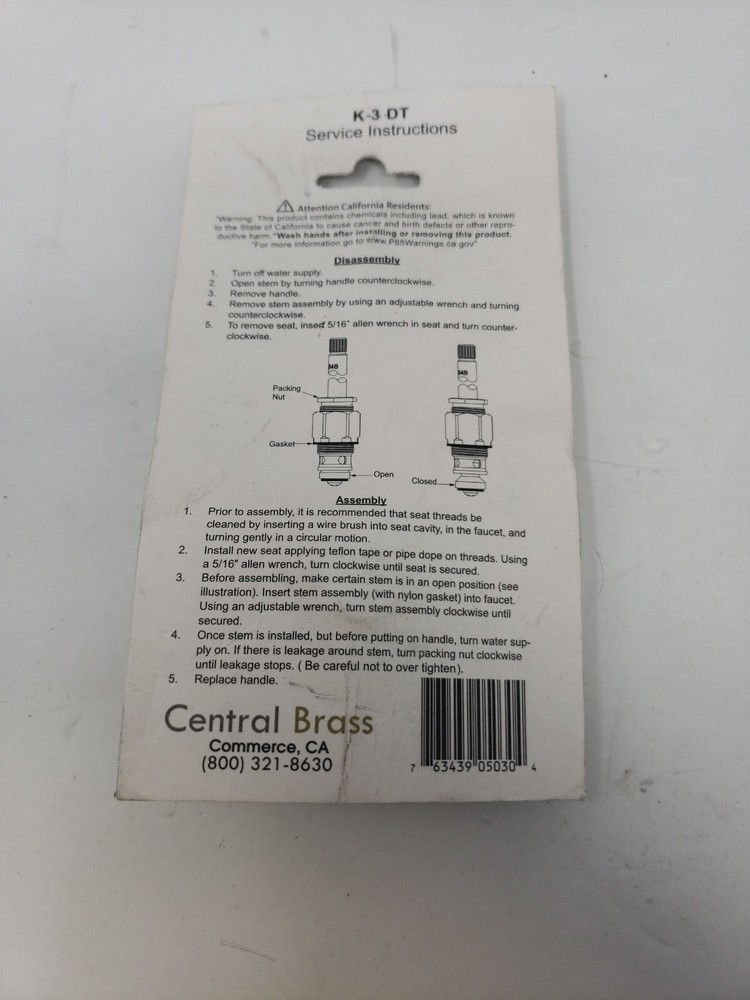 K-3 DT
Service Instructions
Attention California Residents:
"Warning: This product contains chemicals including lead, which is known
to the State of California to cause cancer and birth defects or other repro-
ductive harm. "Wash hands after installing or removing this product.
"For more information go to www.P65Warnings.ca.gov"
Disassembly
1. Turn off water supply.
2. Open stem by turning handle counterclockwise.
3. Remove handle.
4. Remove stem assembly by using an adjustable wrench and turning
counterclockwise.
5. To remove seat, insert 5/16" allen wrench in seat and turn counter-
clockwise.
Packing
Nut
Gasket
Open
Closed
Assembly
1. Prior to assembly, it is recommended that seat threads be
cleaned by inserting a wire brush into seat cavity, in the faucet, and
turning gently in a circular motion.
2. Install new seat applying teflon tape or pipe dope on threads. Using
a 5/16" allen wrench, turn clockwise until seat is secured.
3. Before assembling, make certain stem is in an open position (see
illustration). Insert stem assembly (with nylon gasket) into faucet.
Using an adjustable wrench, turn stem assembly clockwise until
secured.
4. Once stem is installed, but before putting on handle, turn water sup-
ply on. If there is leakage around stem, turn packing nut clockwise
until leakage stops. ( Be careful not to over tighten).
5. Replace handle.
Central Brass
Commerce, CA
(800) 321-8630
7 63439 05030 4